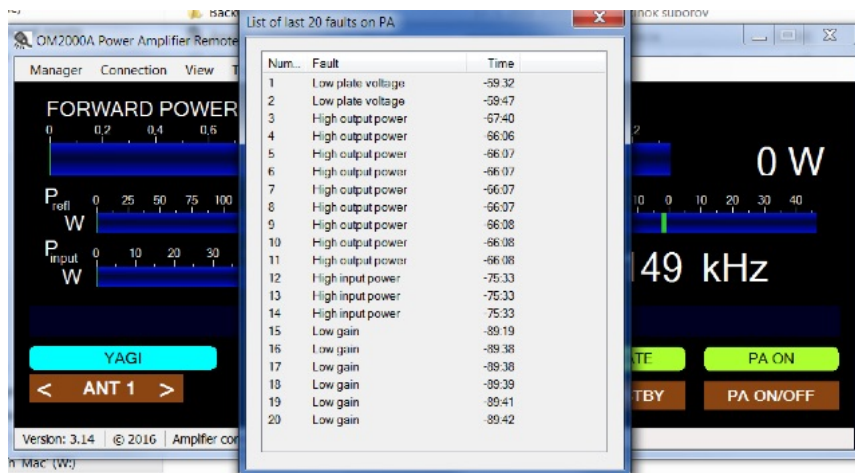 Back
List of last 20 faults on PA
inok suborov
OM2000A Power Amplifier Remote
Manager Connection View T
Num... Fault Time
1 Low plate voltage -59:32
2 Low plate voltage -59:47
3 High output power -67:40
4 High output power -66:06
5 High output power -66:07
6 High output power -66:07
7 High output power -66:07
8 High output power -66:07
9 High output power -66:08
10 High output power -66:08
11 High output power -66:08
12 High input power -75:33
13 High input power -75:33
14 High input power -75:33
15 Low gain -89:19
16 Low gain -89:38
17 Low gain -89:38
18 Low gain -89:39
19 Low gain -89:41
20 Low gain -89:42
FORWARD POWER
0 0,2 0,4 0,6
2
0 W
Prefl W 0 25 50 75 100
10 0 10 20 30 40
Pinput W 0 10 20 30
149 kHz
YAGI
TE
PA ON
< ANT 1 >
TBY
PA ON/OFF
Version: 3.14 © 2016 Amplfier con
Mac' (W:)